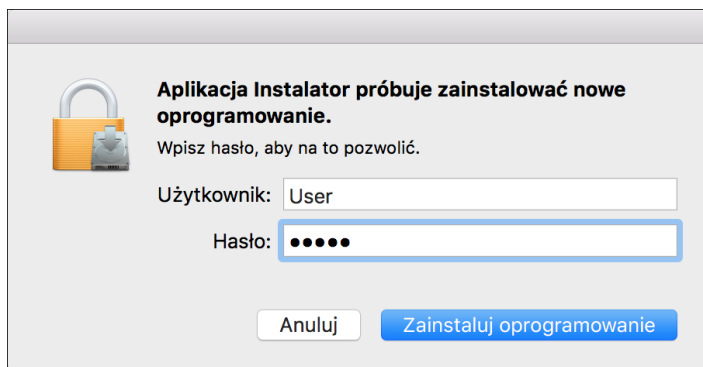 Aplikacja Instalator próbuje zainstalować nowe
oprogramowanie.
Wpisz hasło, aby na to pozwolić.
Użytkownik: User
Hasło: •••••
Anuluj Zainstaluj oprogramowanie